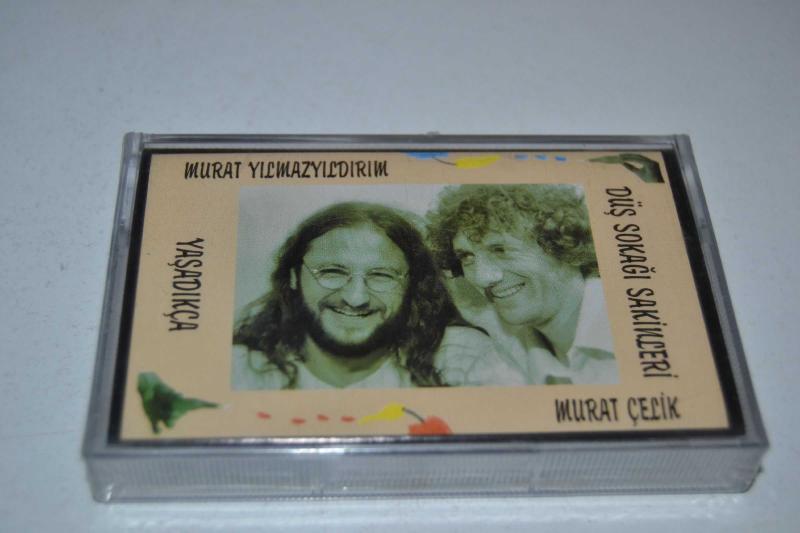 MURAT YILMAZYILDIRIM
DÜŞ SOKAĞI SAKİNLERİ
YAŞADIKÇA
MURAT ÇELİK